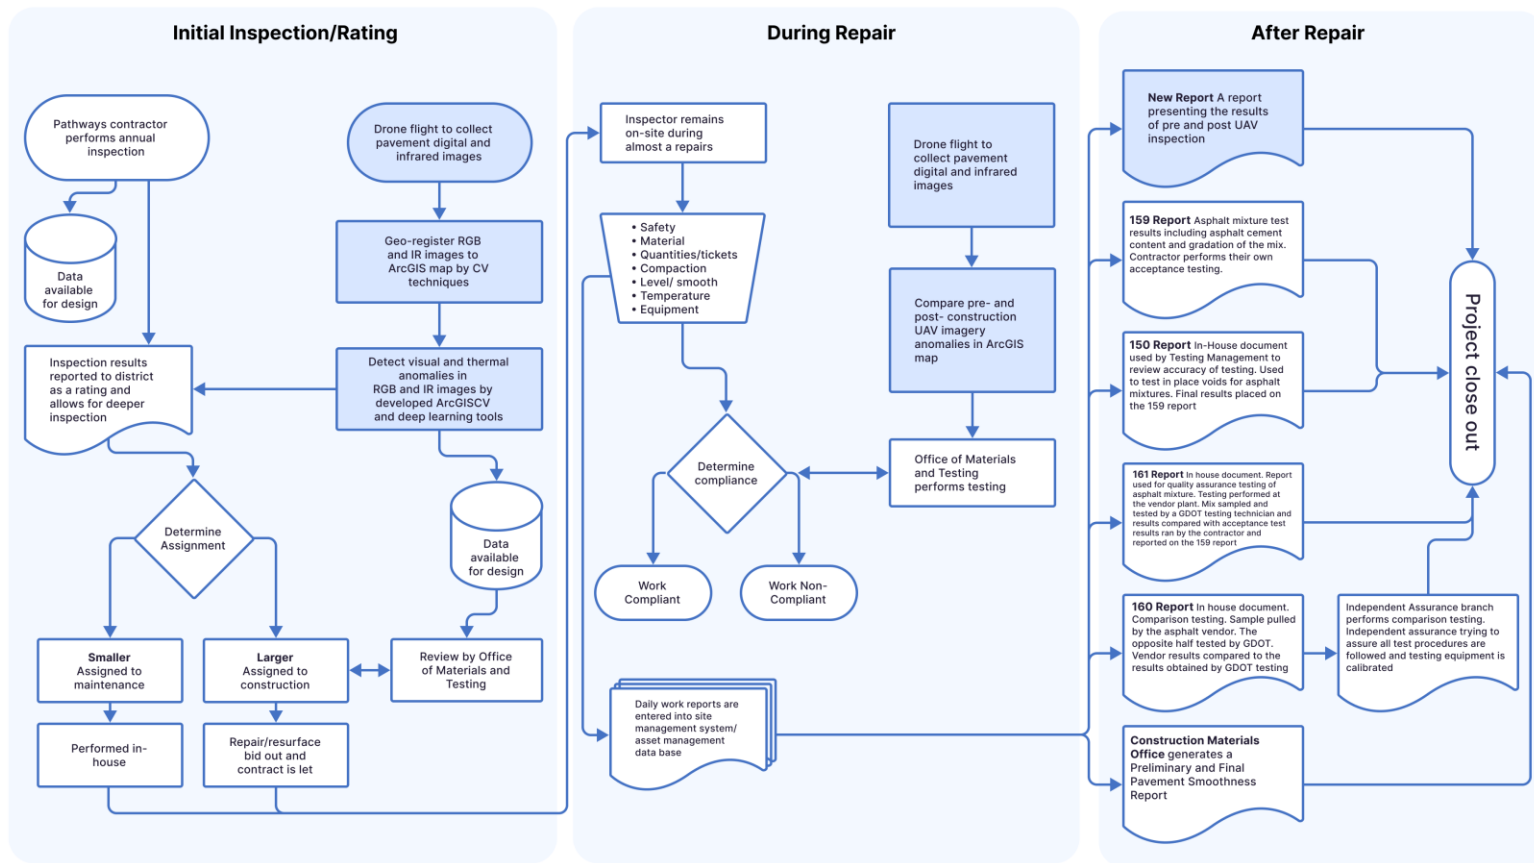 Initial Inspection/Rating
Pathways contractor
performs annual
inspection
Data
available
for design
Inspection results
reported to district
as a rating and
allows for deeper
inspection
Determine
Assignment
Smaller
Assigned to
maintenance
Larger
Assigned to
construction
Performed in-
house
Repair/resurface
bid out and
contract is let
Drone flight to collect
pavement digital and
infrared images
Geo-register RGB
and IR images to
ArcGIS map by CV
techniques
Detect visual and thermal
anomalies in
RGB and IR images by
developed ArcGISCV
and deep learning tools
Data
available
for design
Review by Office
of Materials and
Testing
During Repair
Inspector remains
on-site during
almost a repairs
• Safety
• Material
• Quantities/tickets
• Compaction
• Level/ smooth
• Temperature
• Equipment
Determine
compliance
Work
Compliant
Work Non-
Compliant
Daily work reports are
entered into site
management system/
asset management
data base
Drone flight to
collect pavement
digital and infrared
images
Compare pre- and
post- construction
UAV imagery
anomalies in ArcGIS
map
Office of Materials
and Testing
performs testing
After Repair
New Report A report
presenting the results
of pre and post UAV
inspection
159 Report Asphalt mixture test
results including asphalt cement
content and gradation of the mix.
Contractor performs their own
acceptance testing.
150 Report In-House document
used by Testing Management to
review accuracy of testing. Used
to test in place voids for asphalt
mixtures. Final results placed on
the 159 report
161 Report In house document. Report
used for quality assurance testing of
asphalt mixture. Testing performed at
the vendor plant. Mix sampled and
tested by a GDOT testing technician and
results compared with acceptance test
results ran by the contractor and
reported on the 159 report
160 Report In house document.
Comparison testing. Sample pulled
by the asphalt vendor. The
opposite half tested by GDOT.
Vendor results compared to the
results obtained by GDOT testing
Independent Assurance branch
performs comparison testing.
Independent assurance trying to
assure all test procedures are
followed and testing equipment is
calibrated
Construction Materials
Office generates a
Preliminary and Final
Pavement Smoothness
Report
Project close out